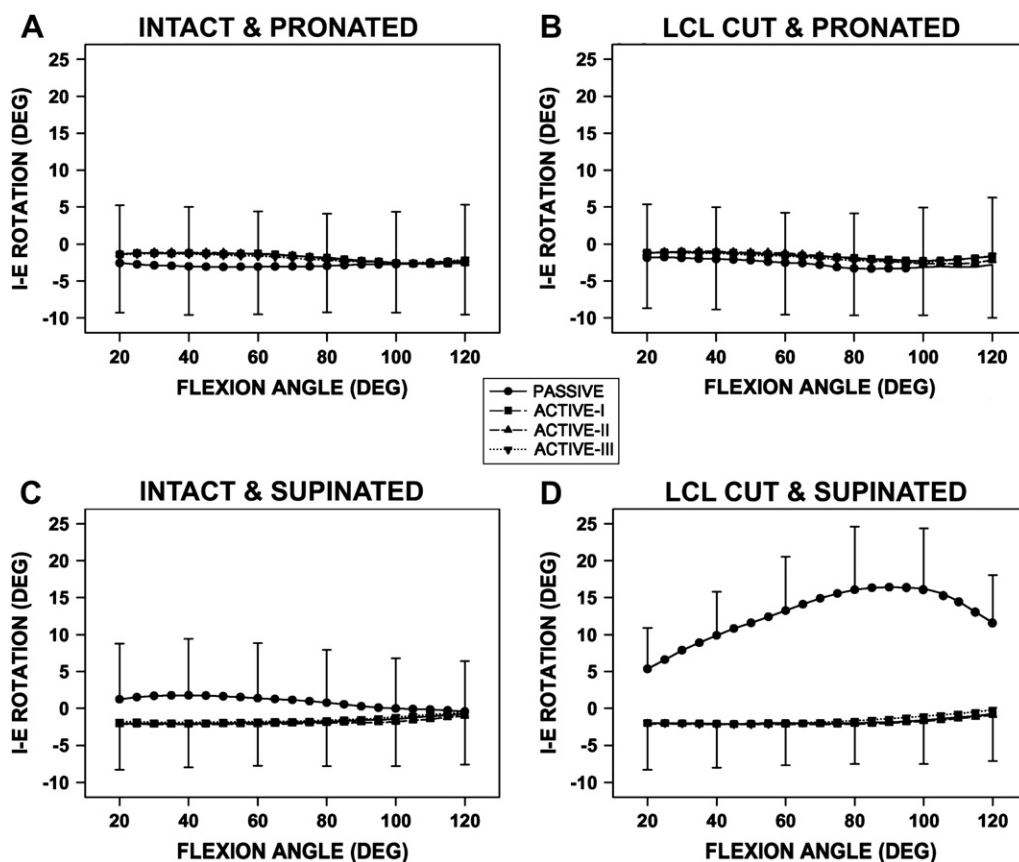 A INTACT & PRONATED
I-E ROTATION (DEG)
25
20
15
10
5
0
-5
-10
20 40 60 80 100 120
FLEXION ANGLE (DEG)
B LCL CUT & PRONATED
I-E ROTATION (DEG)
25
20
15
10
5
0
-5
-10
20 40 60 80 100 120
FLEXION ANGLE (DEG)
PASSIVE
ACTIVE-I
ACTIVE-II
ACTIVE-III
C INTACT & SUPINATED
I-E ROTATION (DEG)
25
20
15
10
5
0
-5
-10
20 40 60 80 100 120
FLEXION ANGLE (DEG)
D LCL CUT & SUPINATED
I-E ROTATION (DEG)
25
20
15
10
5
0
-5
-10
20 40 60 80 100 120
FLEXION ANGLE (DEG)